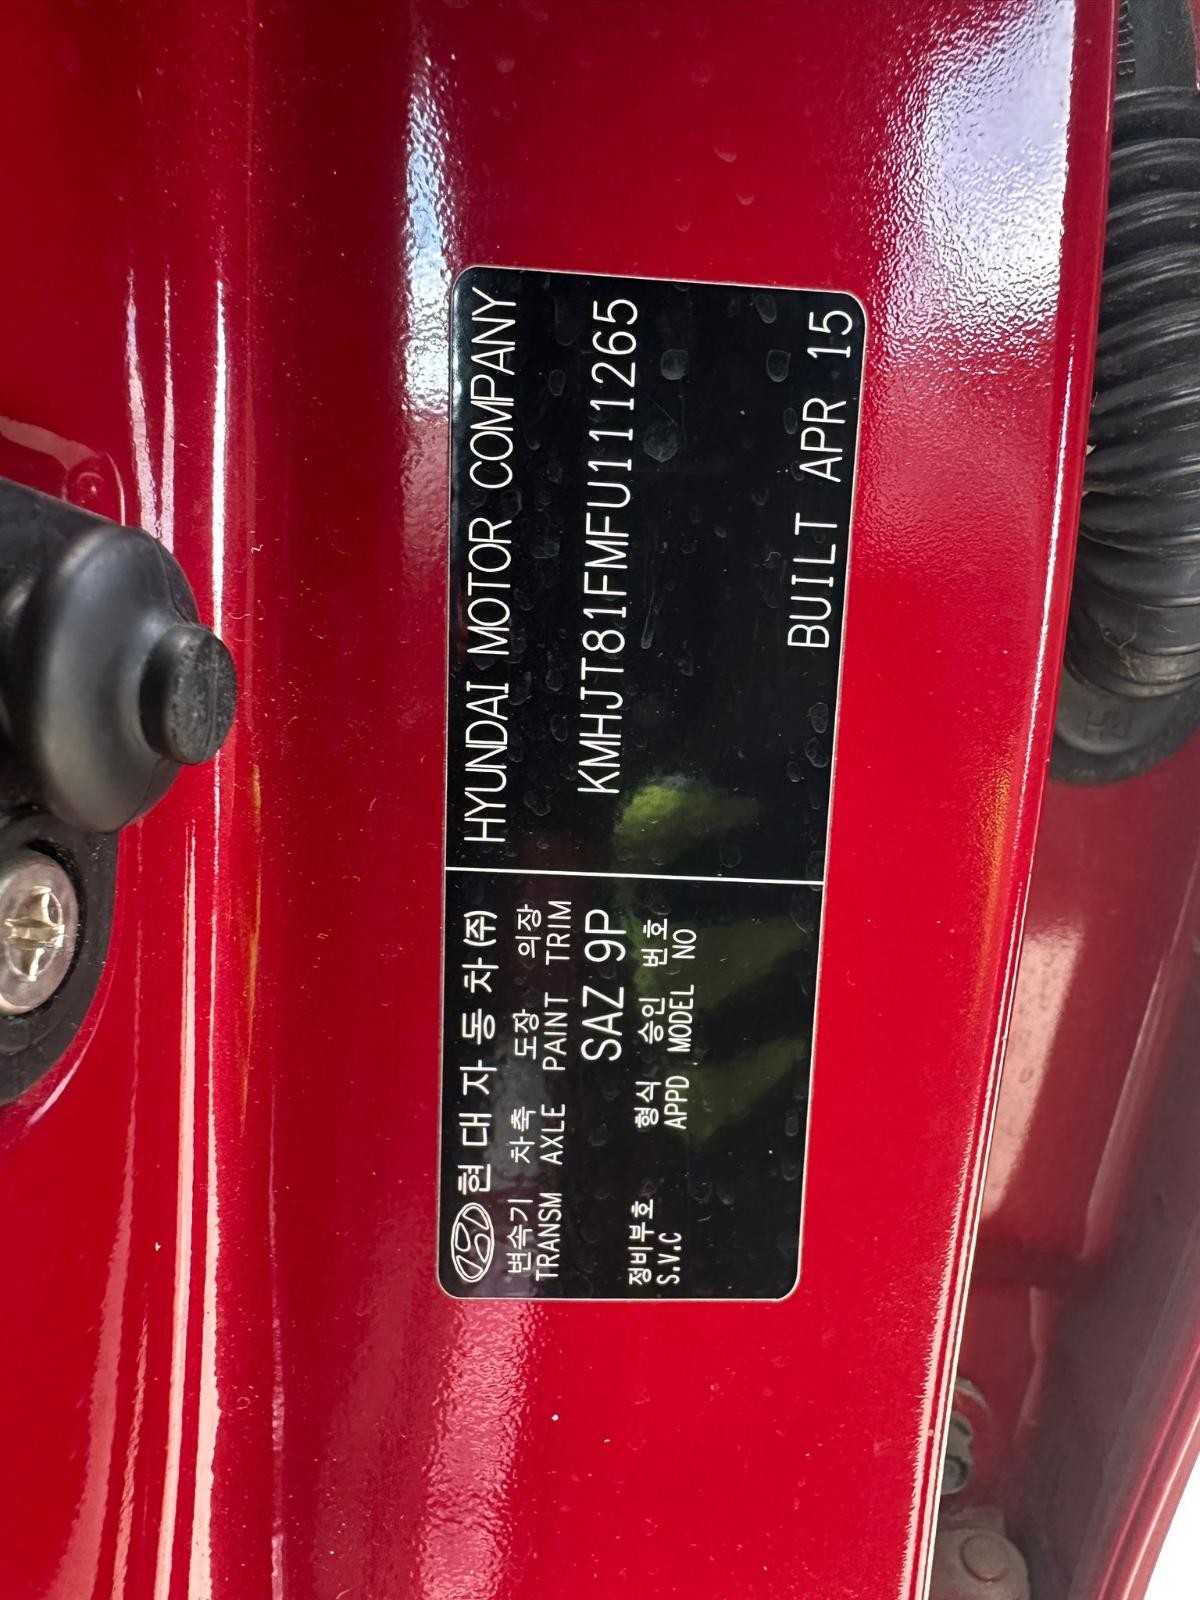 현대자동차(주)
변속기 차축 도장 의장
TRANSM AXLE PAINT TRIM
SAZ 9P
정비부호 형식 승인 번호
S.V.C APPD. MODEL NO
HYUNDAI MOTOR COMPANY
KMHJT81FMFU111265
BUILT APR 15